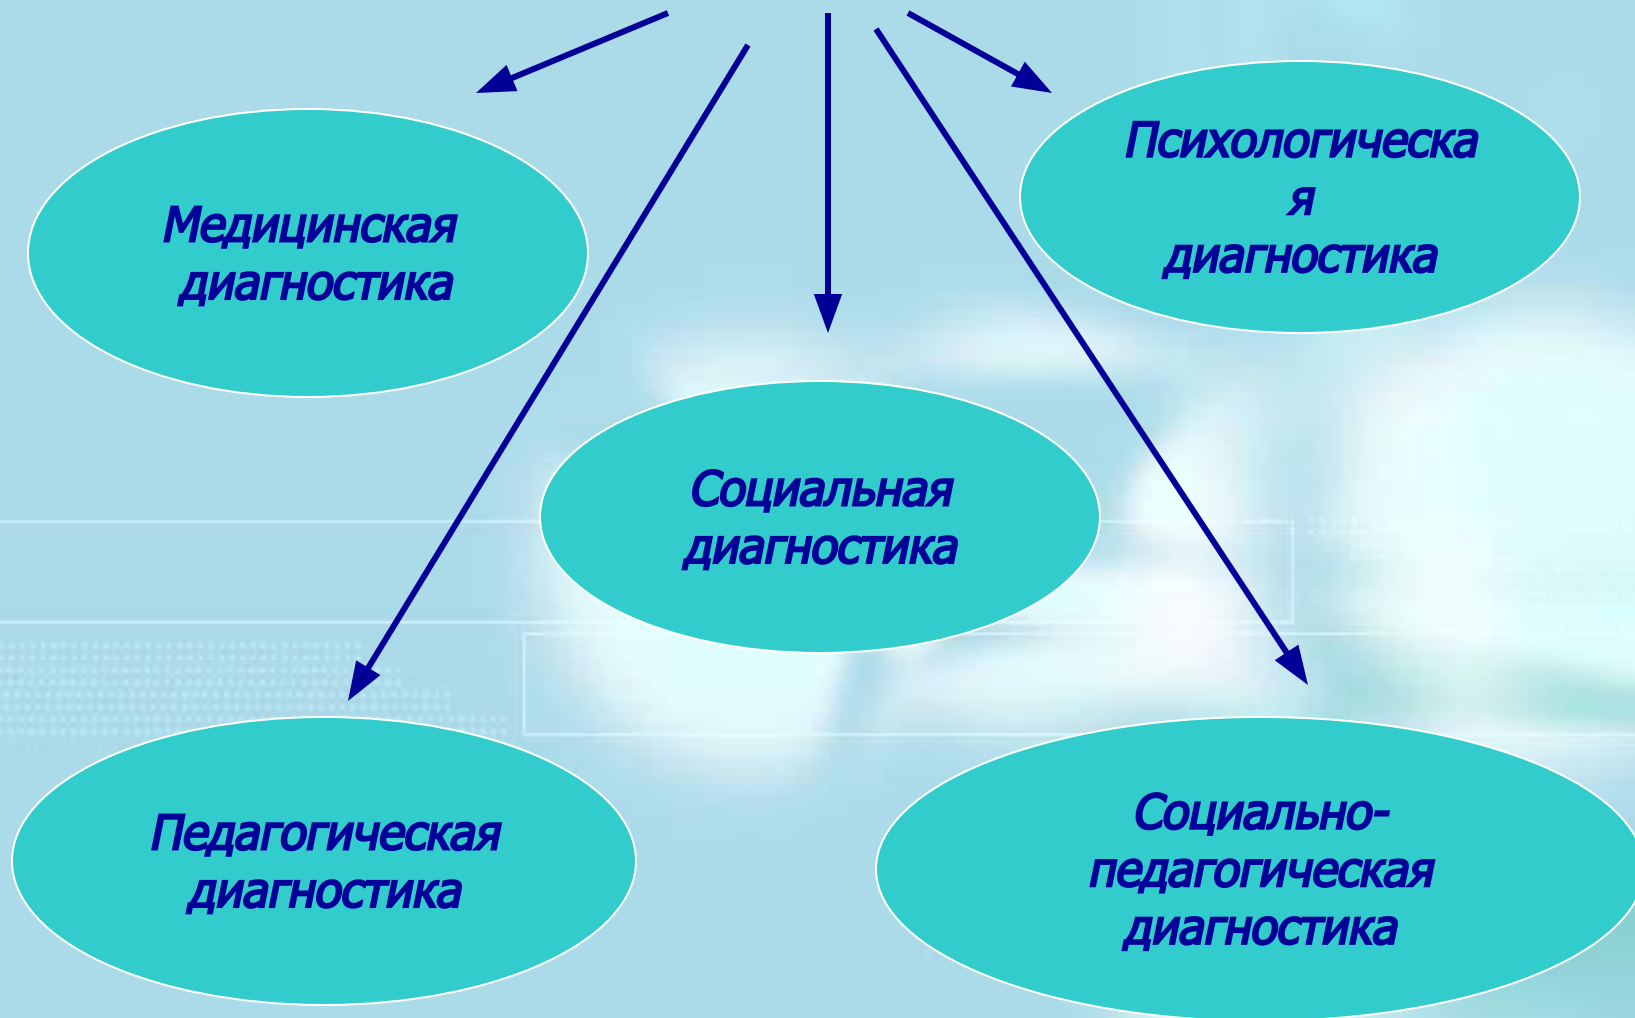 Медицинская
диагностика
Психологическа
я
диагностика
Социальная
диагностика
Педагогическая
диагностика
Социально-
педагогическая
диагностика